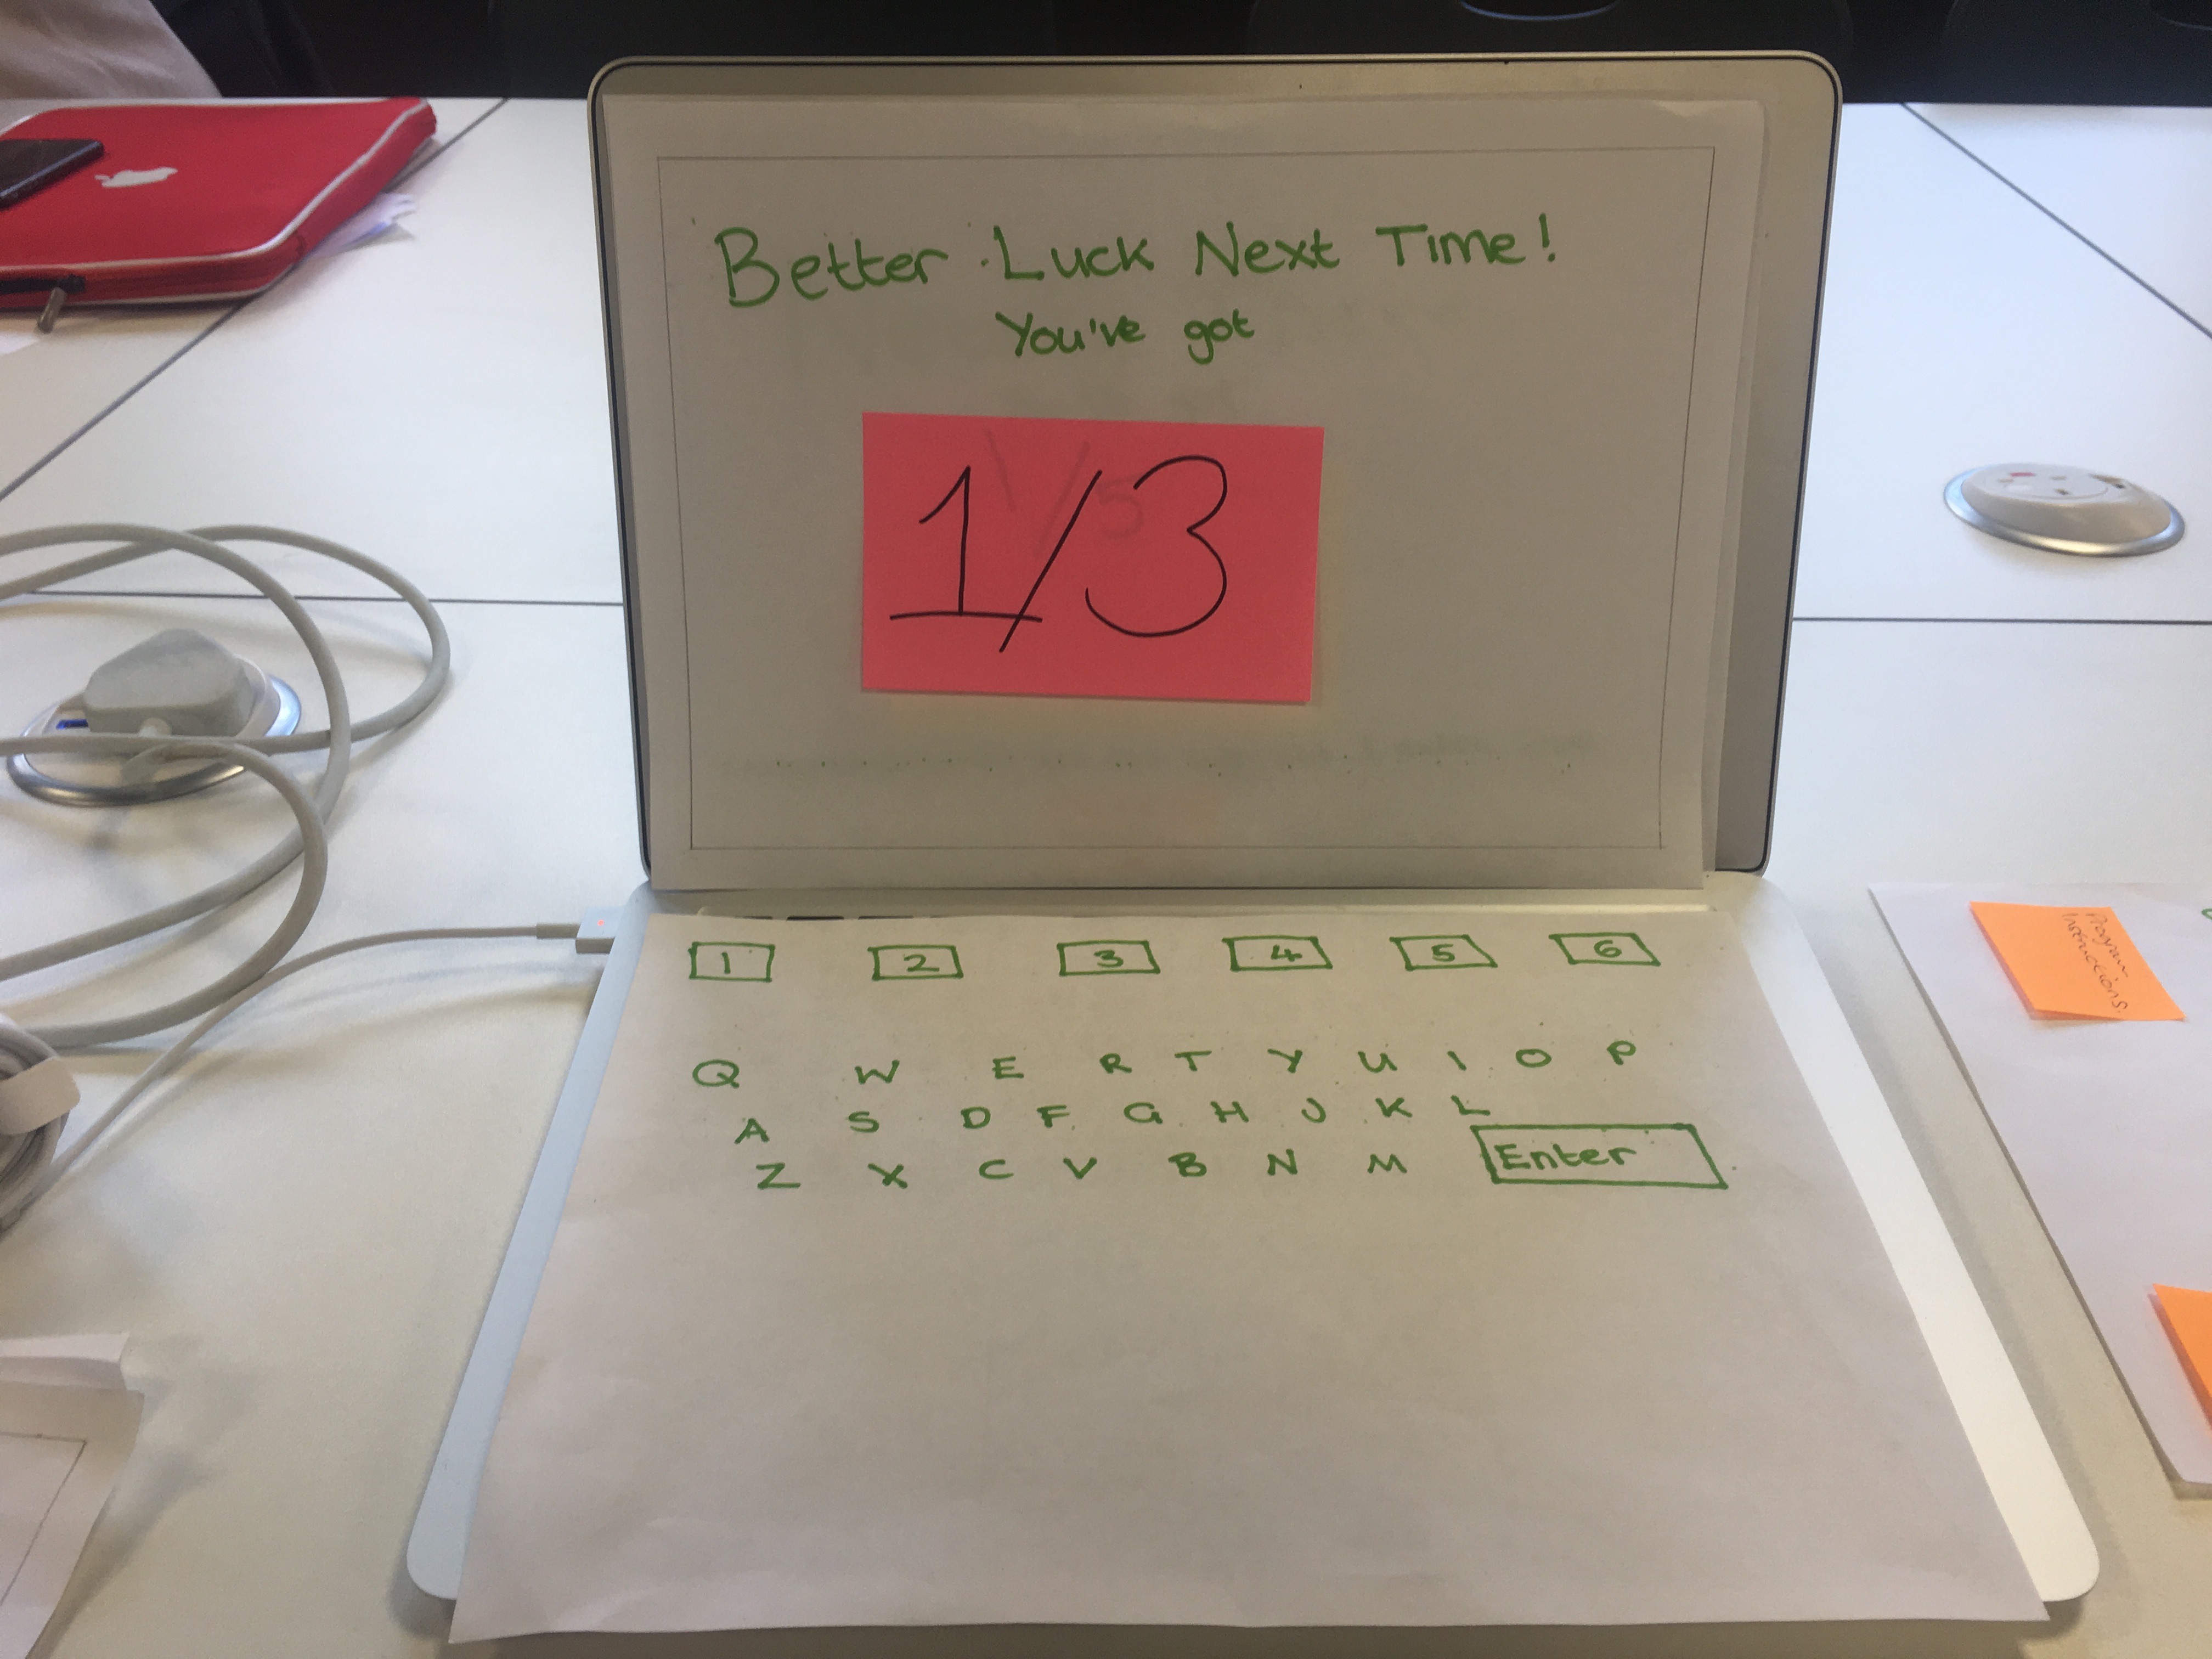 Better Luck Next Time!
You've got
1/3
1 2 3 4 5 6
Q W E R T Y U I O P
A S D F G H J K L
Z X C V B N M Enter
Program
Instructions.